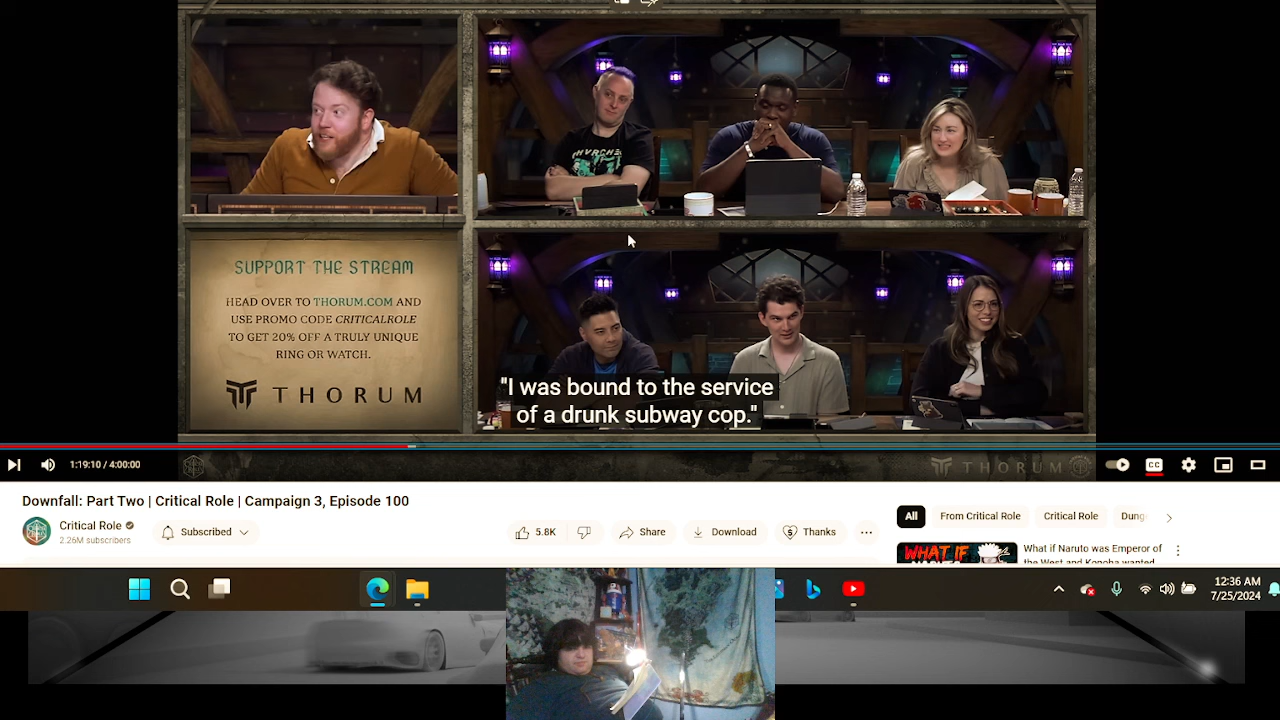 SUPPORT THE STREAM
HEAD OVER TO THORUM.COM AND
USE PROMO CODE CRITICALROLE
TO GET 20% OFF A TRULY UNIQUE
RING OR WATCH.
THORUM
"I was bound to the service
of a drunk subway cop."
1:19:10 / 4:00:00
CC
THORUM
Downfall: Part Two | Critical Role | Campaign 3, Episode 100
Critical Role
2.26M subscribers
Subscribed
5.8K
Share
Download
Thanks
All
From Critical Role
Critical Role
Dung
WHAT IF
What if Naruto was Emperor of
the West and Konoha wanted
12:36 AM
7/25/2024